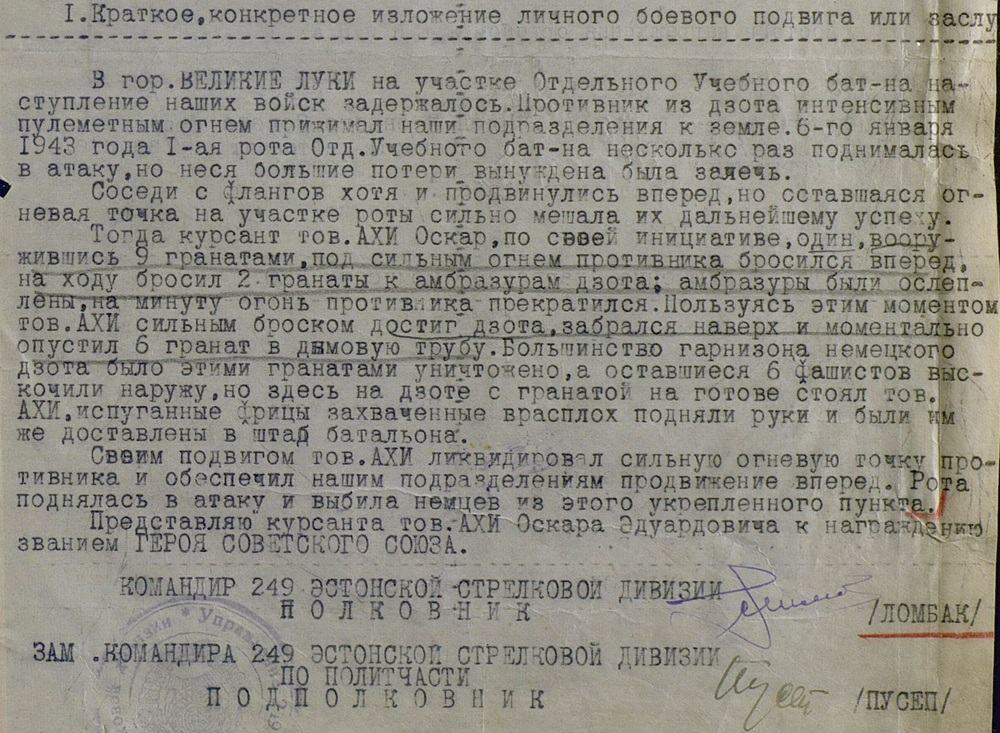 I.Краткое,конкретное изложение личного боевого подвига или заслу
В гор.ВЕЛИКИЕ ЛУКИ на участке Отдельного Учебного бат-на на-
ступление наших войск задержалось.Противник из дзота интенсивным
пулеметным огнем прижимал наши подразделения к земле.6-го января
1943 года I-ая рота Отд.Учебного бат-на несколько раз поднималась
в атаку,но неся большие потери вынуждена была залечь.
Соседи с флангов хотя и продвинулись вперед,но оставшаяся ог-
невая точка на участке роты сильно мешала их дальнейшему успеху.
Тогда курсант тов.АХИ Оскар,по своей инициативе,один,воору-
жившись 9 гранатами,под сильным огнем противника бросился вперед,
на ходу бросил 2 гранаты к амбразурам дзота; амбразуры были ослеп-
лены,на минуту огонь противника прекратился.Пользуясь этим моментом
тов.АХИ сильным броском достиг дзота,забрался наверх и моментально
опустил 6 гранат в дымовую трубу.Большинство гарнизона немецкого
дзота было этими гранатами уничтожено,а оставшиеся 6 фашистов выс-
кочили наружу,но здесь на дзоте с гранатой на готове стоял тов.
АХИ,испуганные фрицы захваченные врасплох подняли руки и были им
же доставлены в штаб батальона.
Своим подвигом тов.АХИ ликвидировал сильную огневую точку про-
тивника и обеспечил нашим подразделениям продвижение вперед. Рота
поднялась в атаку и выбила немцев из этого укрепленного пункта.
Представляю курсанта тов.АХИ Оскара Эдуардовича к награждению
званием ГЕРОЯ СОВЕТСКОГО СОЮЗА.
КОМАНДИР 249 ЭСТОНСКОЙ СТРЕЛКОВОЙ ДИВИЗИИ
ПОЛКОВНИК /ЛОМБАК/
ЗАМ .КОМАНДИРА 249 ЭСТОНСКОЙ СТРЕЛКОВОЙ ДИВИЗИИ
ПО ПОЛИТЧАСТИ
ПОДПОЛКОВНИК Пусеп /ПУСЕП/